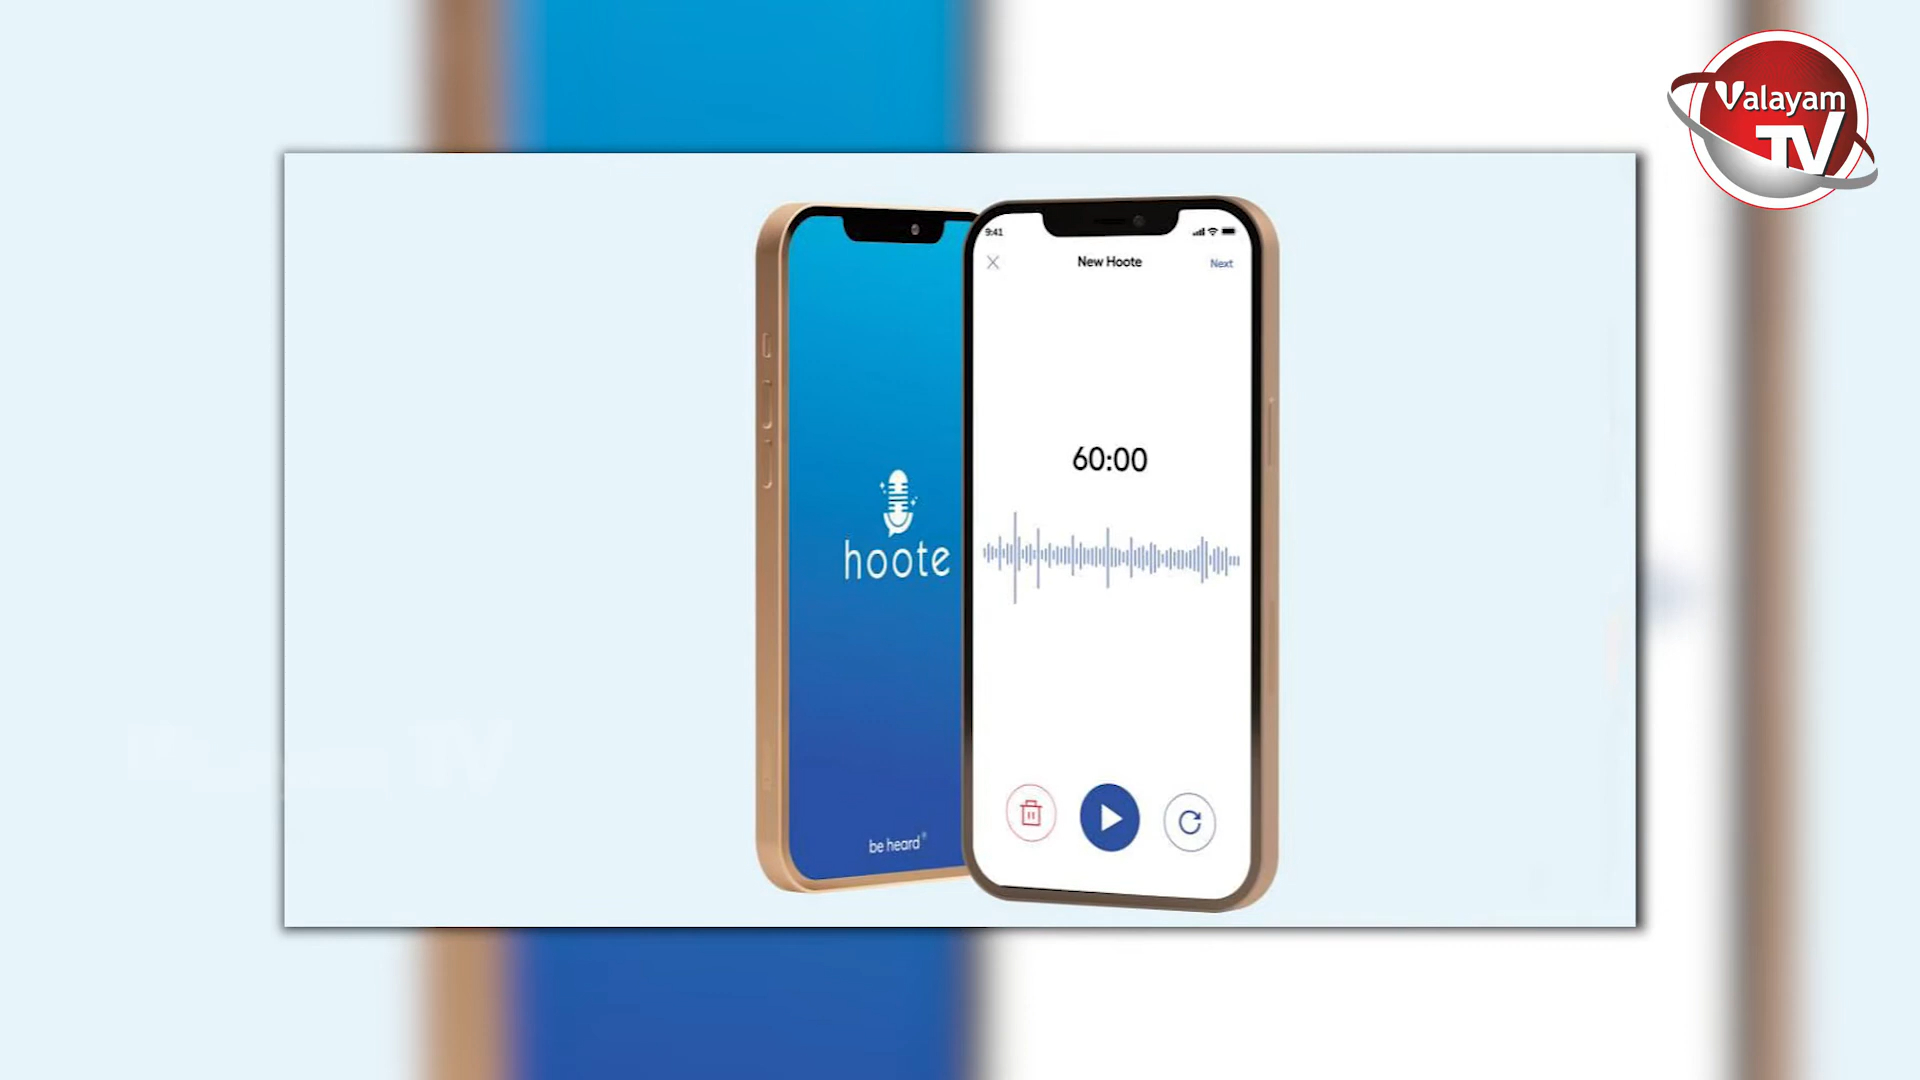 Valayam
TV
9:41
New Hoote
Next
60:00
hoote
be heard